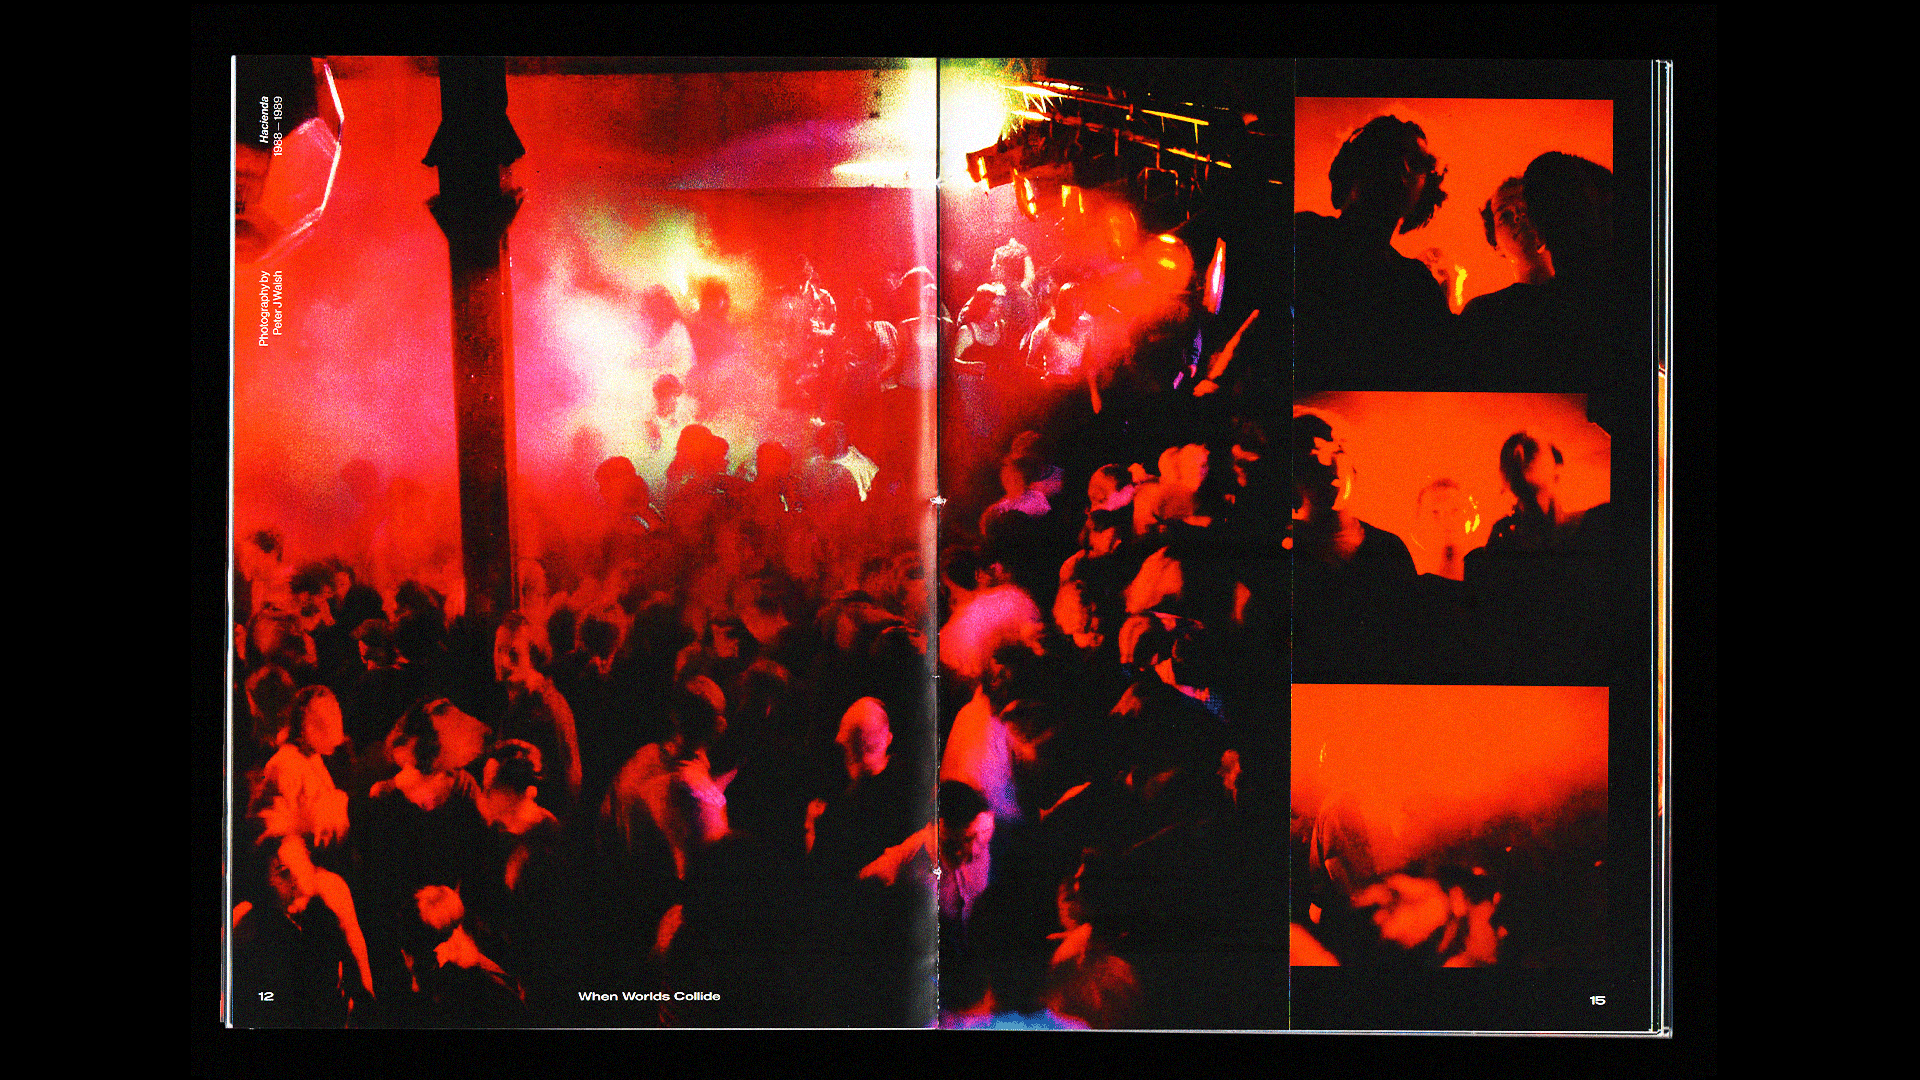 Hacienda
1988 – 1989
Photography by
Peter J Walsh
12
When Worlds Collide
15